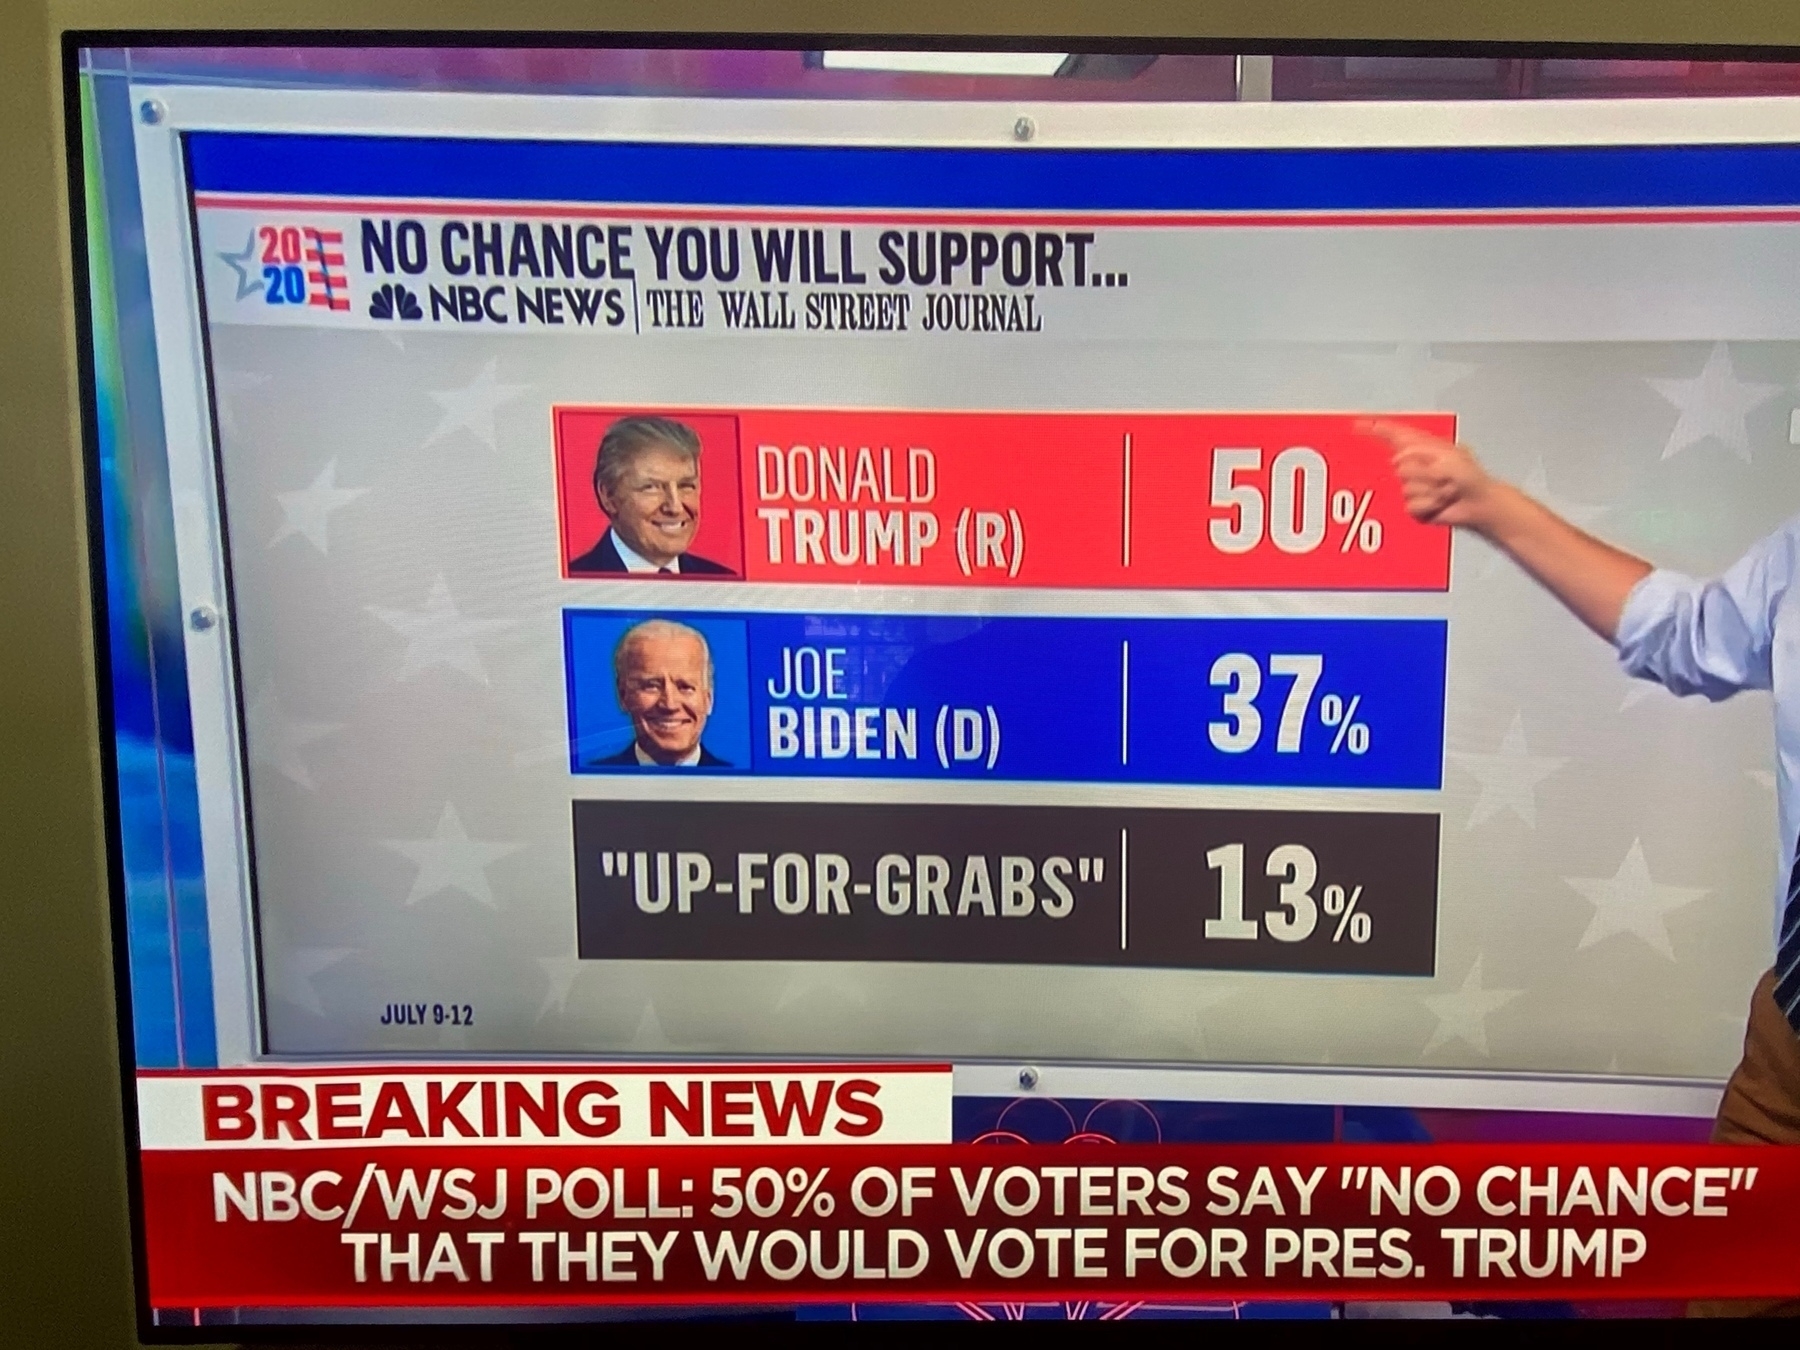 2020
NO CHANCE YOU WILL SUPPORT...
NBC NEWS | THE WALL STREET JOURNAL
DONALD
TRUMP (R) | 50%
JOE
BIDEN (D) | 37%
"UP-FOR-GRABS" | 13%
JULY 9-12
BREAKING NEWS
NBC/WSJ POLL: 50% OF VOTERS SAY "NO CHANCE"
THAT THEY WOULD VOTE FOR PRES. TRUMP